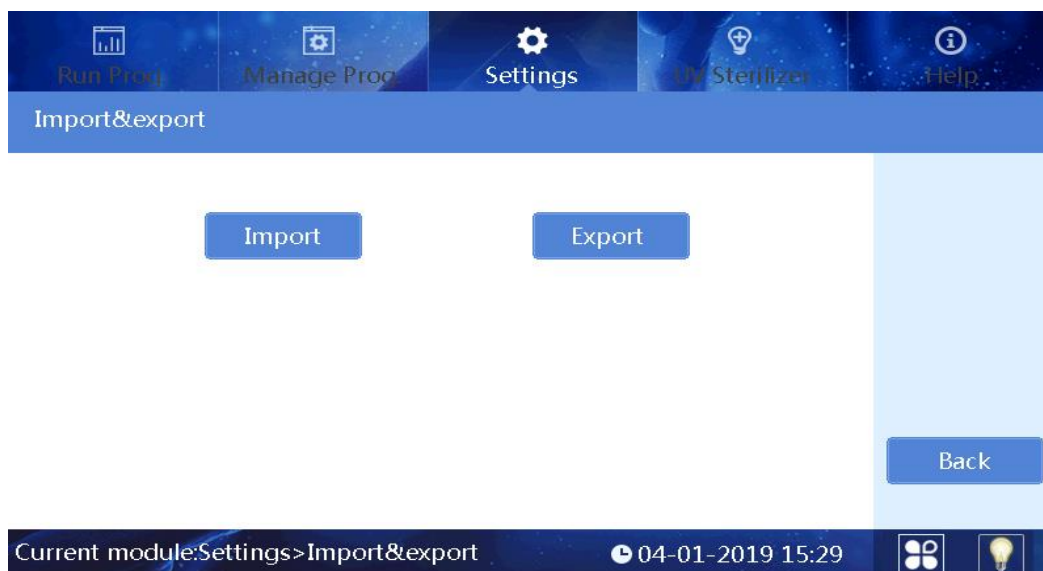 Run Prog.
Manage Prog.
Settings
UV Sterilizer
Help
Import&export
Import
Export
Back
Current module:Settings>Import&export
04-01-2019 15:29